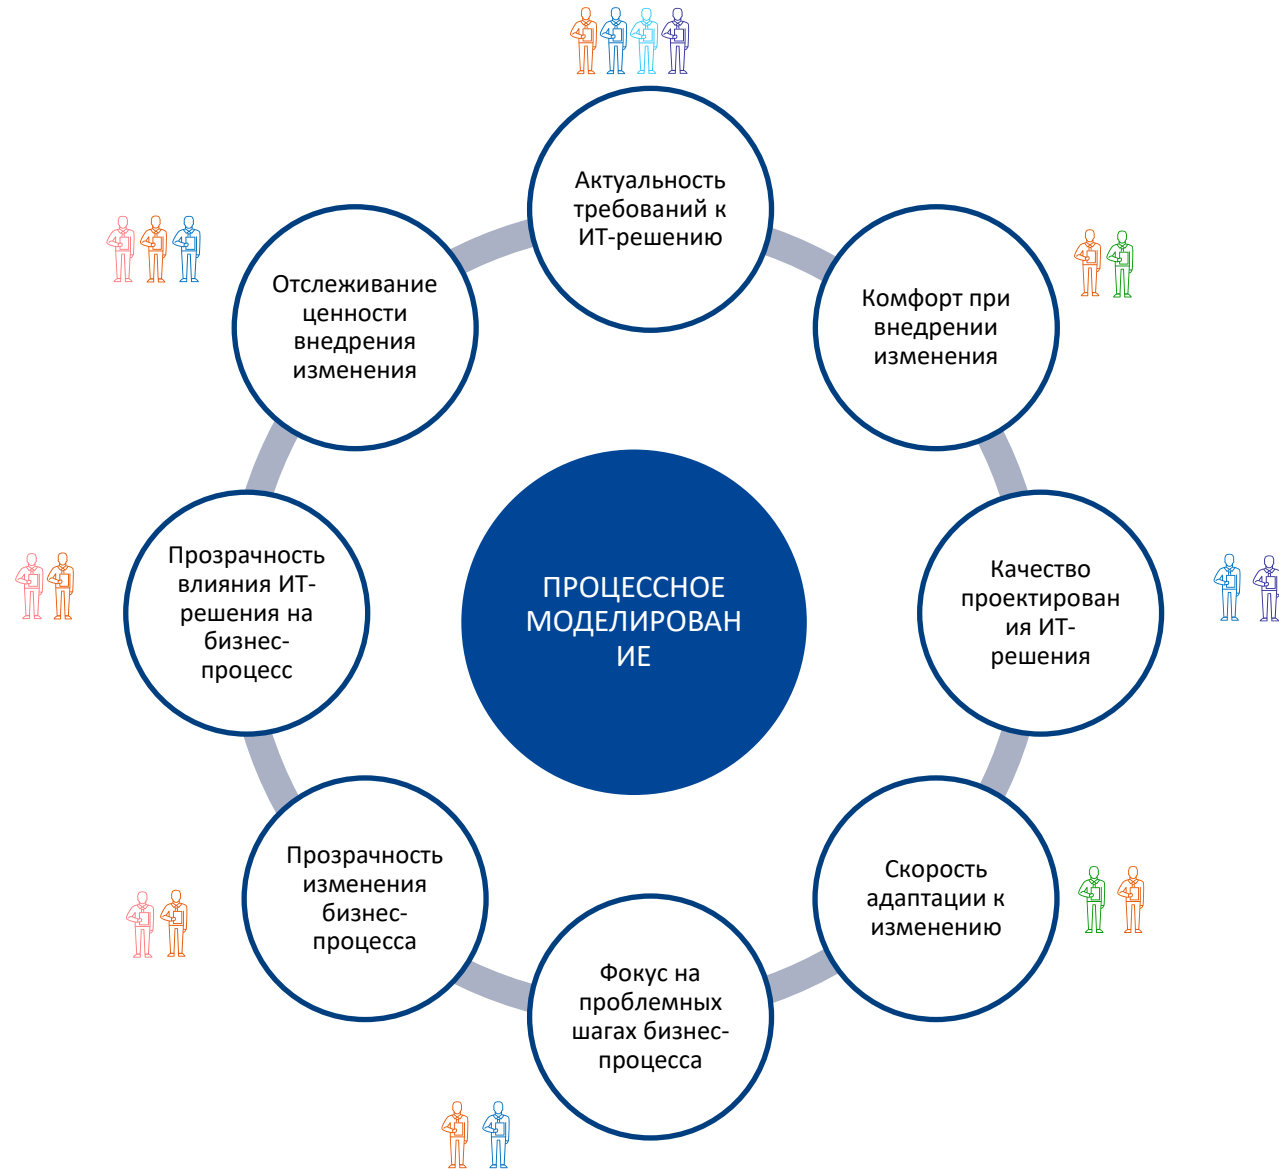 Актуальность
требований к
ИТ-решению
Комфорт при
внедрении
изменения
Качество
проектирован
ия ИТ-
решения
Скорость
адаптации к
изменению
Фокус на
проблемных
шагах бизнес-
процесса
Прозрачность
изменения
бизнес-
процесса
Прозрачность
влияния ИТ-
решения на
бизнес-
процесс
Отслеживание
ценности
внедрения
изменения
ПРОЦЕССНОЕ
МОДЕЛИРОВАН
ИЕ